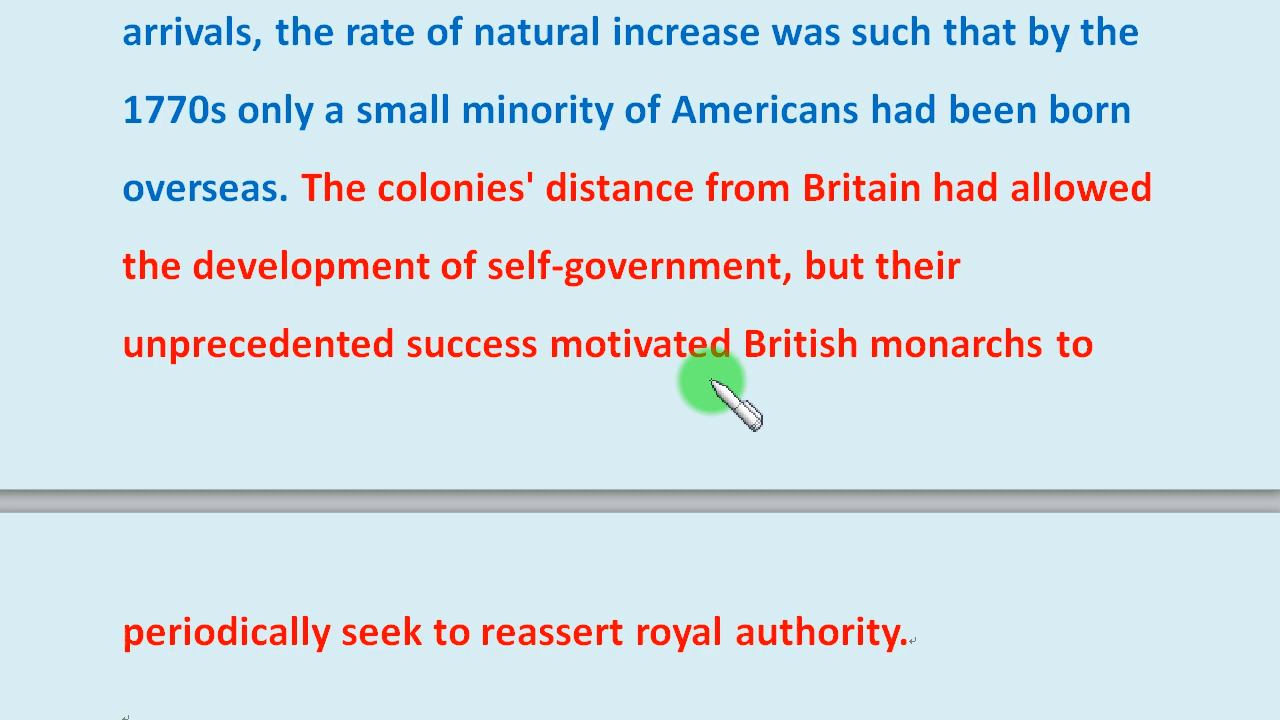 arrivals, the rate of natural increase was such that by the
1770s only a small minority of Americans had been born
overseas. The colonies' distance from Britain had allowed
the development of self-government, but their
unprecedented success motivated British monarchs to
periodically seek to reassert royal authority.